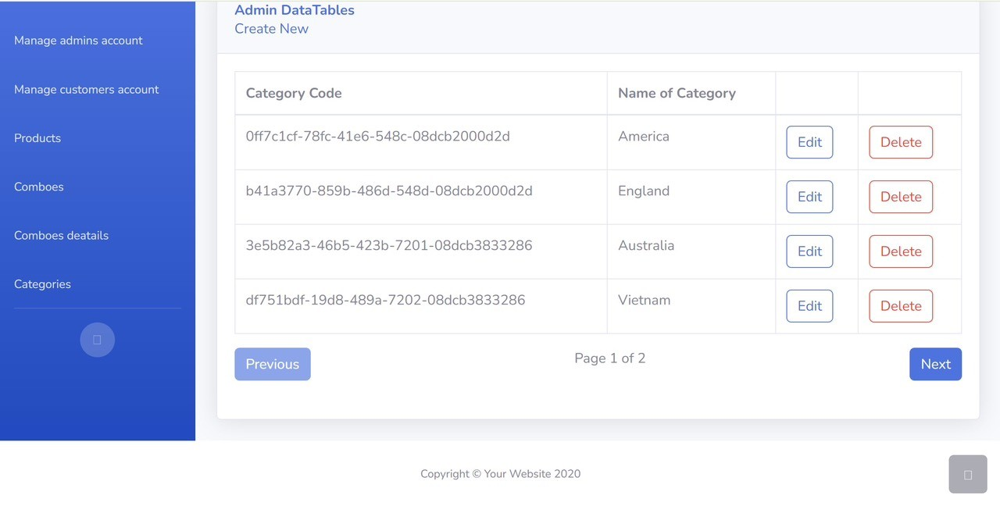 Manage admins account
Manage customers account
Products
Comboes
Comboes deatails
Categories
Admin DataTables
Create New
Category Code Name of Category
0ff7c1cf-78fc-41e6-548c-08dcb2000d2d America Edit Delete
b41a3770-859b-486d-548d-08dcb2000d2d England Edit Delete
3e5b82a3-46b5-423b-7201-08dcb3833286 Australia Edit Delete
df751bdf-19d8-489a-7202-08dcb3833286 Vietnam Edit Delete
Previous Page 1 of 2 Next
Copyright © Your Website 2020